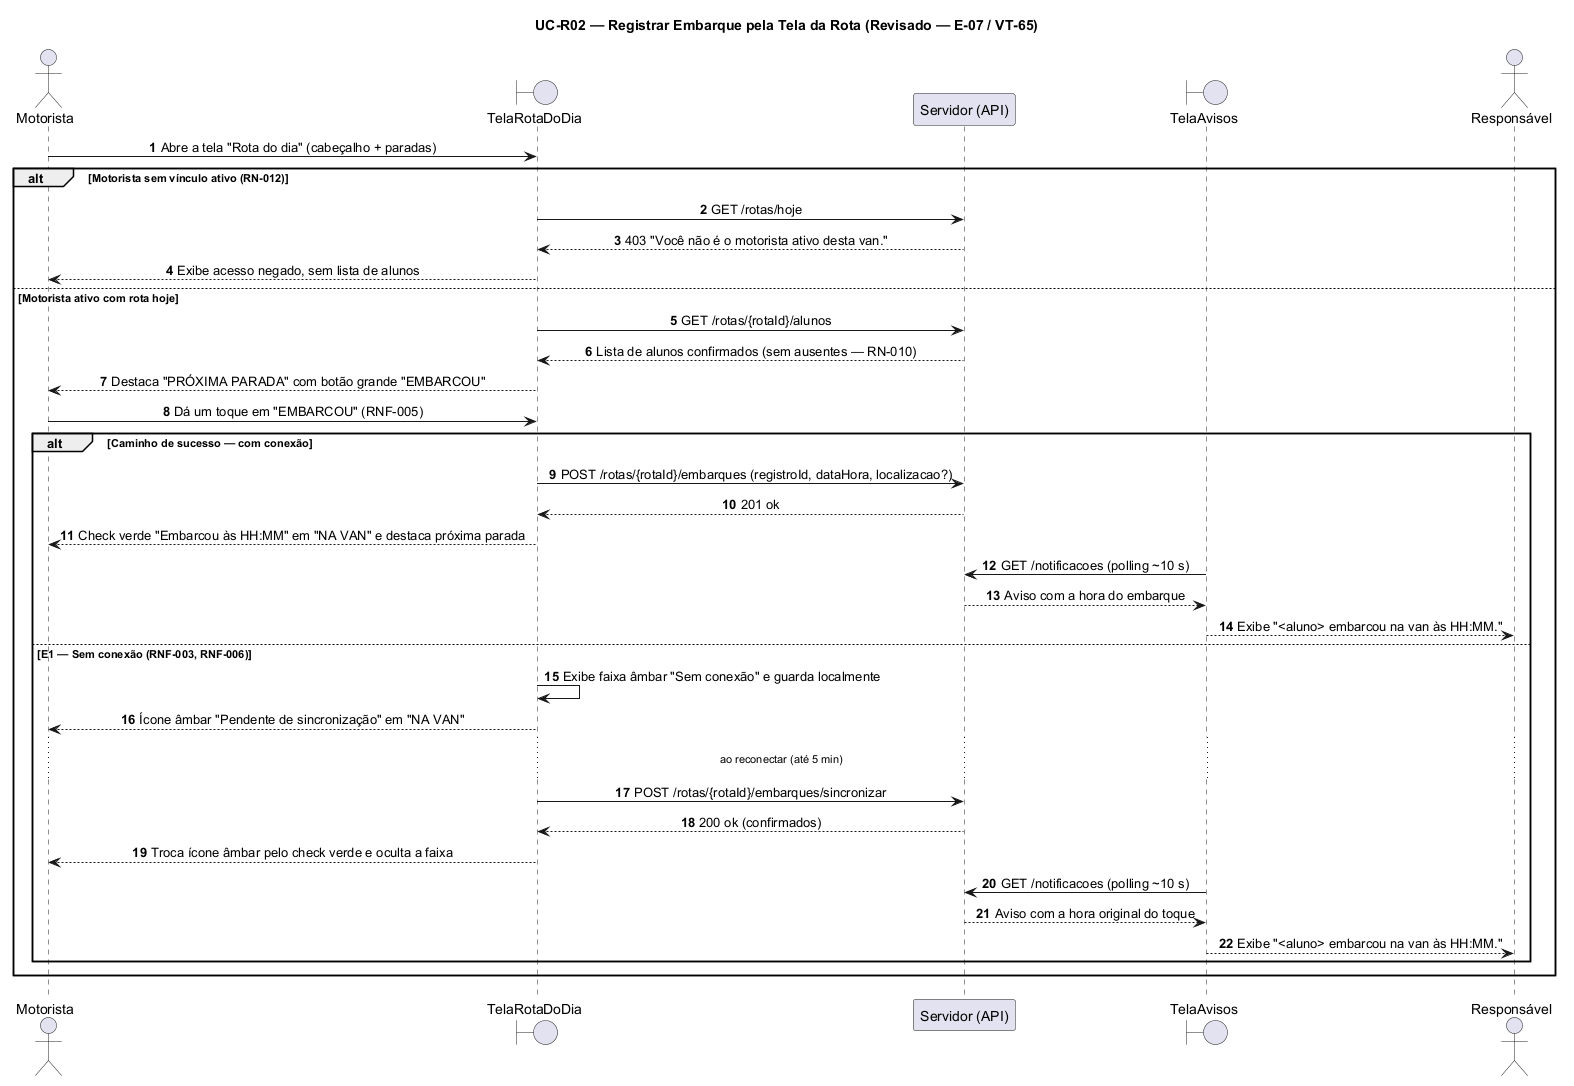 UC-R02 — Registrar Embarque pela Tela da Rota (Revisado — E-07 / VT-65)
Motorista
TelaRotaDoDia
Servidor (API)
TelaAvisos
Responsável
1 Abre a tela "Rota do dia" (cabeçalho + paradas)
alt [Motorista sem vínculo ativo (RN-012)]
2 GET /rotas/hoje
3 403 "Você não é o motorista ativo desta van."
4 Exibe acesso negado, sem lista de alunos
[Motorista ativo com rota hoje]
5 GET /rotas/{rotaId}/alunos
6 Lista de alunos confirmados (sem ausentes — RN-010)
7 Destaca "PRÓXIMA PARADA" com botão grande "EMBARCOU"
8 Dá um toque em "EMBARCOU" (RNF-005)
alt [Caminho de sucesso — com conexão]
9 POST /rotas/{rotaId}/embarques (registroId, dataHora, localizacao?)
10 201 ok
11 Check verde "Embarcou às HH:MM" em "NA VAN" e destaca próxima parada
12 GET /notificacoes (polling ~10 s)
13 Aviso com a hora do embarque
14 Exibe "<aluno> embarcou na van às HH:MM."
[E1 — Sem conexão (RNF-003, RNF-006)]
15 Exibe faixa âmbar "Sem conexão" e guarda localmente
16 Ícone âmbar "Pendente de sincronização" em "NA VAN"
ao reconectar (até 5 min)
17 POST /rotas/{rotaId}/embarques/sincronizar
18 200 ok (confirmados)
19 Troca ícone âmbar pelo check verde e oculta a faixa
20 GET /notificacoes (polling ~10 s)
21 Aviso com a hora original do toque
22 Exibe "<aluno> embarcou na van às HH:MM."
Motorista
TelaRotaDoDia
Servidor (API)
TelaAvisos
Responsável